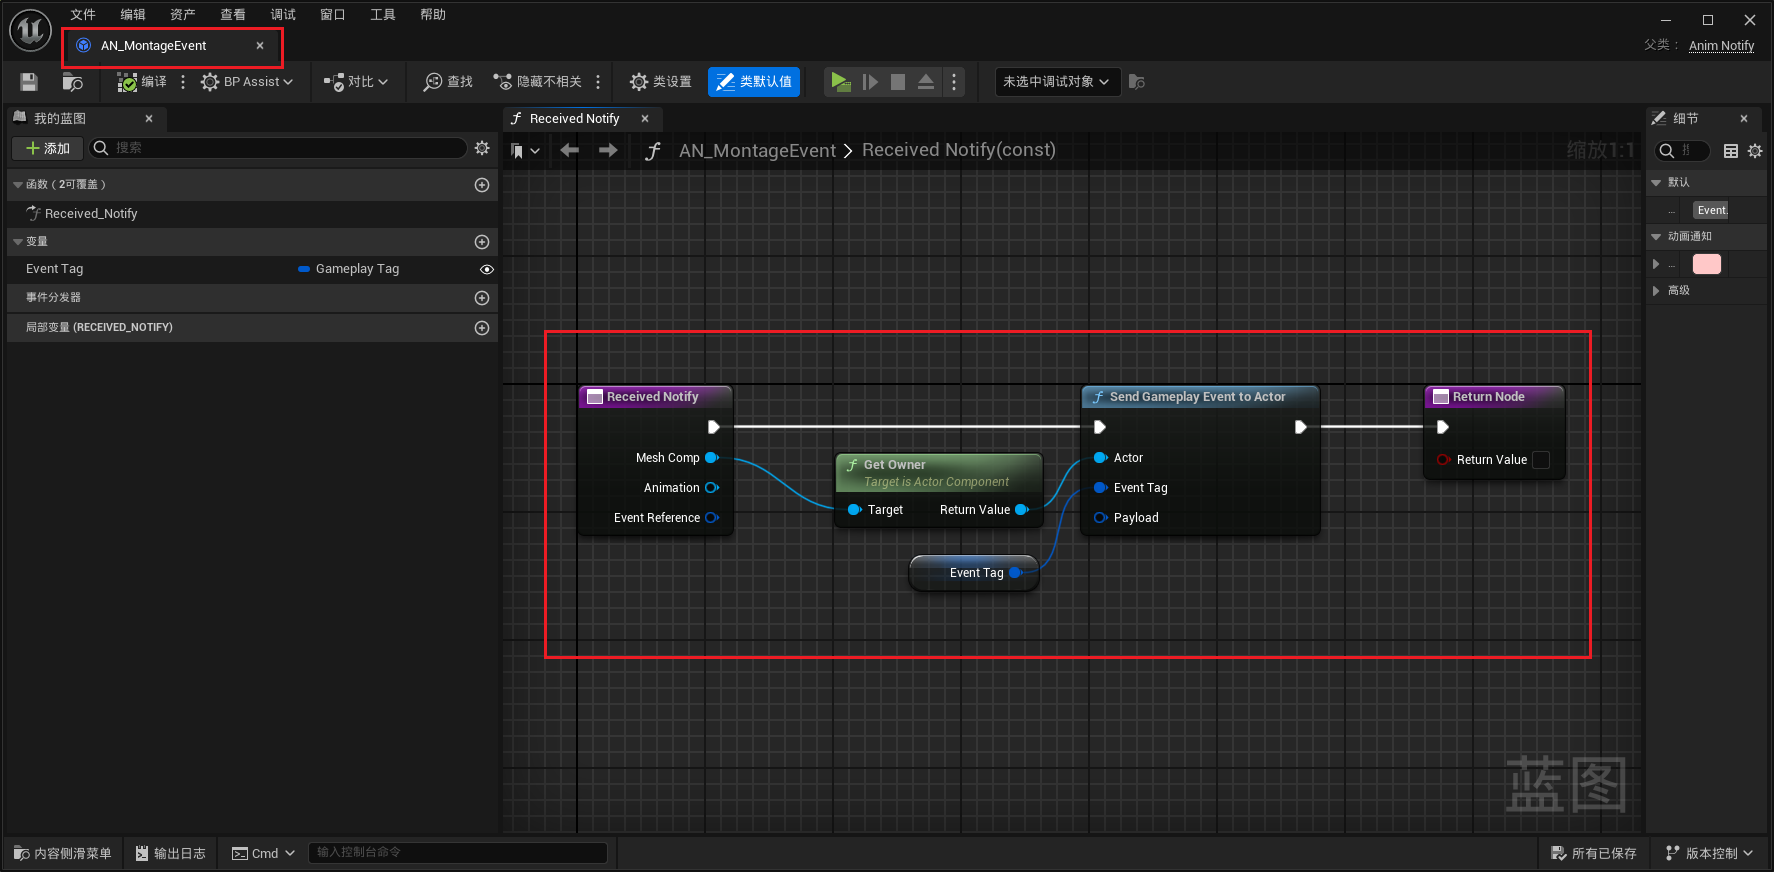 文件 编辑 资产 查看 调试 窗口 工具 帮助
AN_MontageEvent
父类： Anim Notify
编译 BP Assist 对比 查找 隐藏不相关 类设置 类默认值 未选中调试对象
我的蓝图
添加 搜索
函数（2可覆盖）
Received_Notify
变量
Event Tag Gameplay Tag
事件分发器
局部变量 (RECEIVED_NOTIFY)
Received Notify
AN_MontageEvent > Received Notify(const)
缩放1:1
Received Notify
Mesh Comp
Animation
Event Reference
Get Owner
Target is Actor Component
Target Return Value
Event Tag
Send Gameplay Event to Actor
Actor
Event Tag
Payload
Return Node
Return Value
蓝图
细节
默认
... Event.
动画通知
...
高级
内容侧滑菜单 输出日志 Cmd 输入控制台命令
所有已保存 版本控制